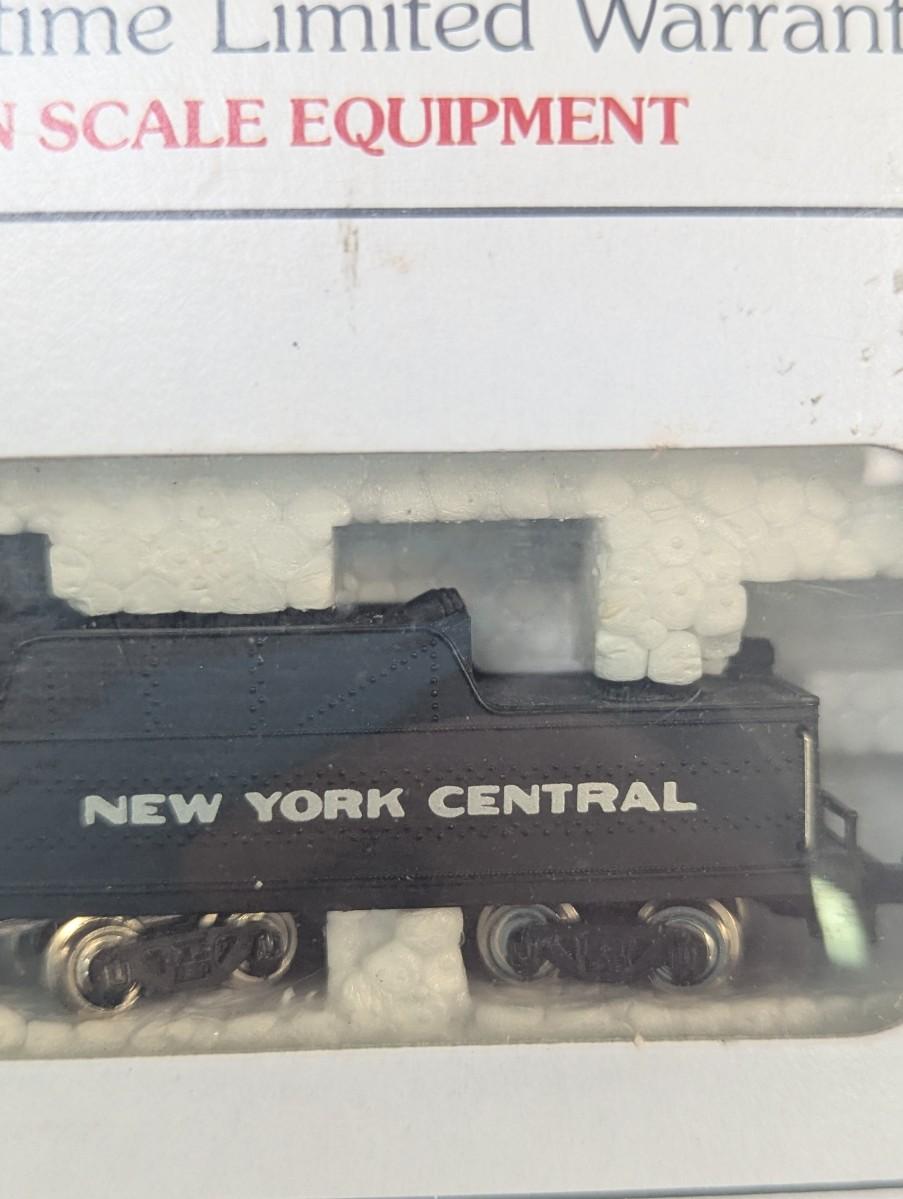 time Limited Warrant
N SCALE EQUIPMENT
NEW YORK CENTRAL